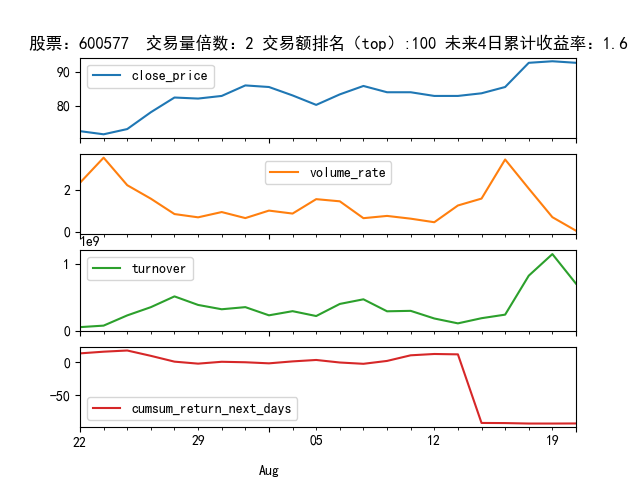 股票：600577  交易量倍数：2 交易额排名（top）:100 未来4日累计收益率：1.6
90
80
close_price
2
0
volume_rate
1e9
1
0
turnover
0
−50
cumsum_return_next_days
22
29
05
12
19
Aug